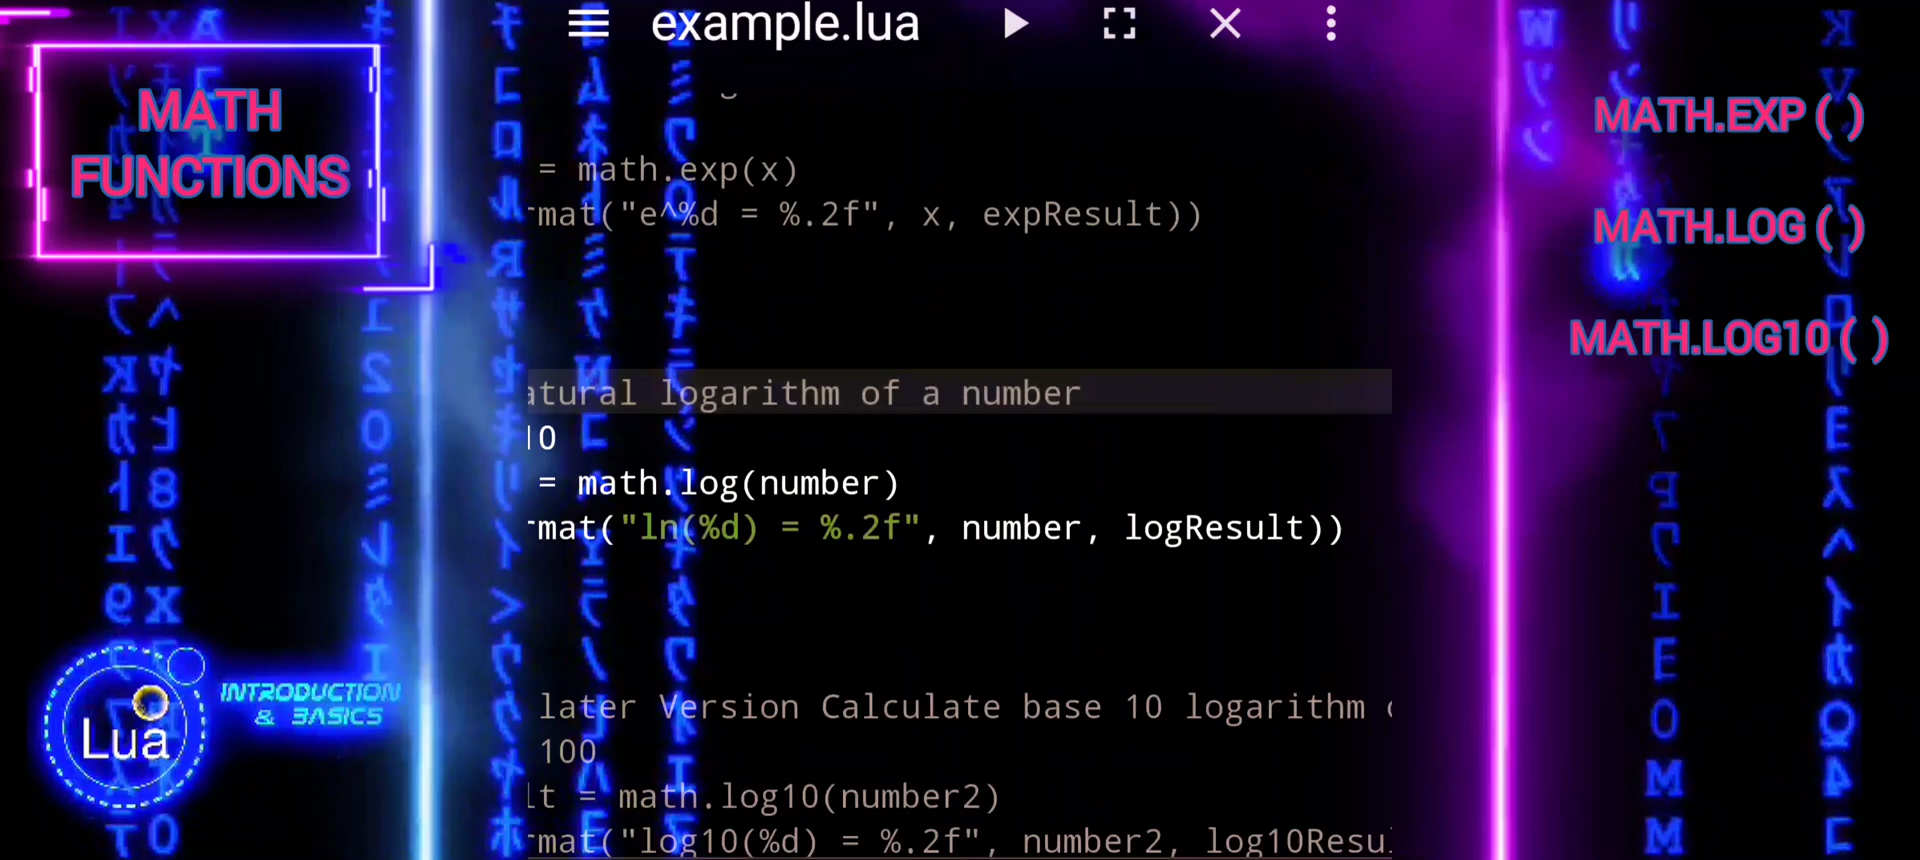 MATH
FUNCTIONS
example.lua
= math.exp(x)
mat("e^%d = %.2f", x, expResult))
atural logarithm of a number
10
= math.log(number)
mat("ln(%d) = %.2f", number, logResult))
later Version Calculate base 10 logarithm
100
lt = math.log10(number2)
mat("log10(%d) = %.2f", number2, log10Resul
MATH.EXP ( )
MATH.LOG ( )
MATH.LOG10 ( )
Lua
INTRODUCTION
& BASICS